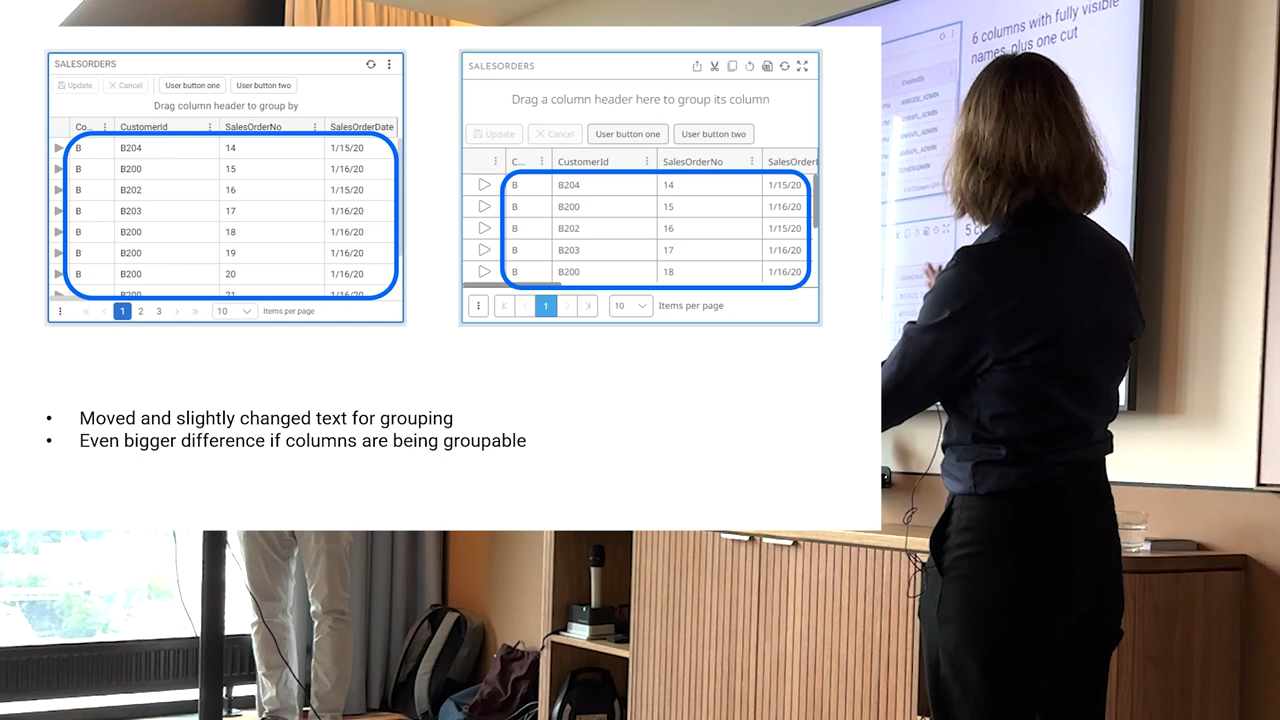 SALESORDERS
Update Cancel User button one User button two
Drag column header to group by
Co... CustomerId SalesOrderNo SalesOrderDate
B B204 14 1/15/20
B B200 15 1/16/20
B B202 16 1/15/20
B B203 17 1/16/20
B B200 18 1/16/20
B B200 19 1/16/20
B B200 20 1/16/20
B200 21 1/16/20
1 2 3 10 Items per page
SALESORDERS
Drag a column header here to group its column
Update Cancel User button one User button two
C... CustomerId SalesOrderNo SalesOrderI
B B204 14 1/15/20
B B200 15 1/16/20
B B202 16 1/15/20
B B203 17 1/16/20
B B200 18 1/16/20
1 10 Items per page
• Moved and slightly changed text for grouping
• Even bigger difference if columns are being groupable
6 columns with fully visible
names, plus one cut